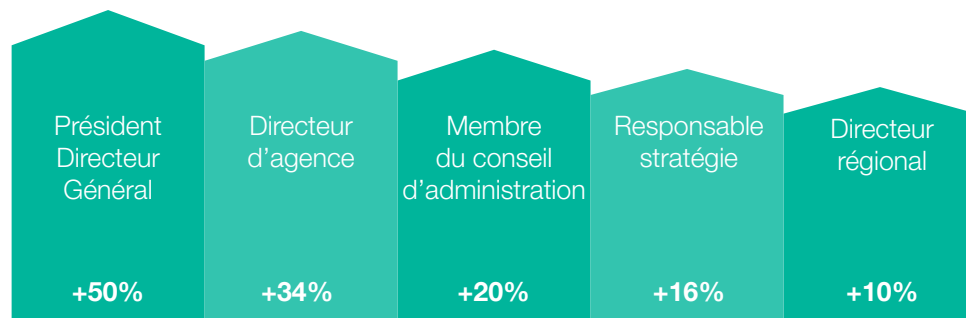 Président
Directeur
Général
+50%
Directeur
d’agence
+34%
Membre
du conseil
d’administration
+20%
Responsable
stratégie
+16%
Directeur
régional
+10%